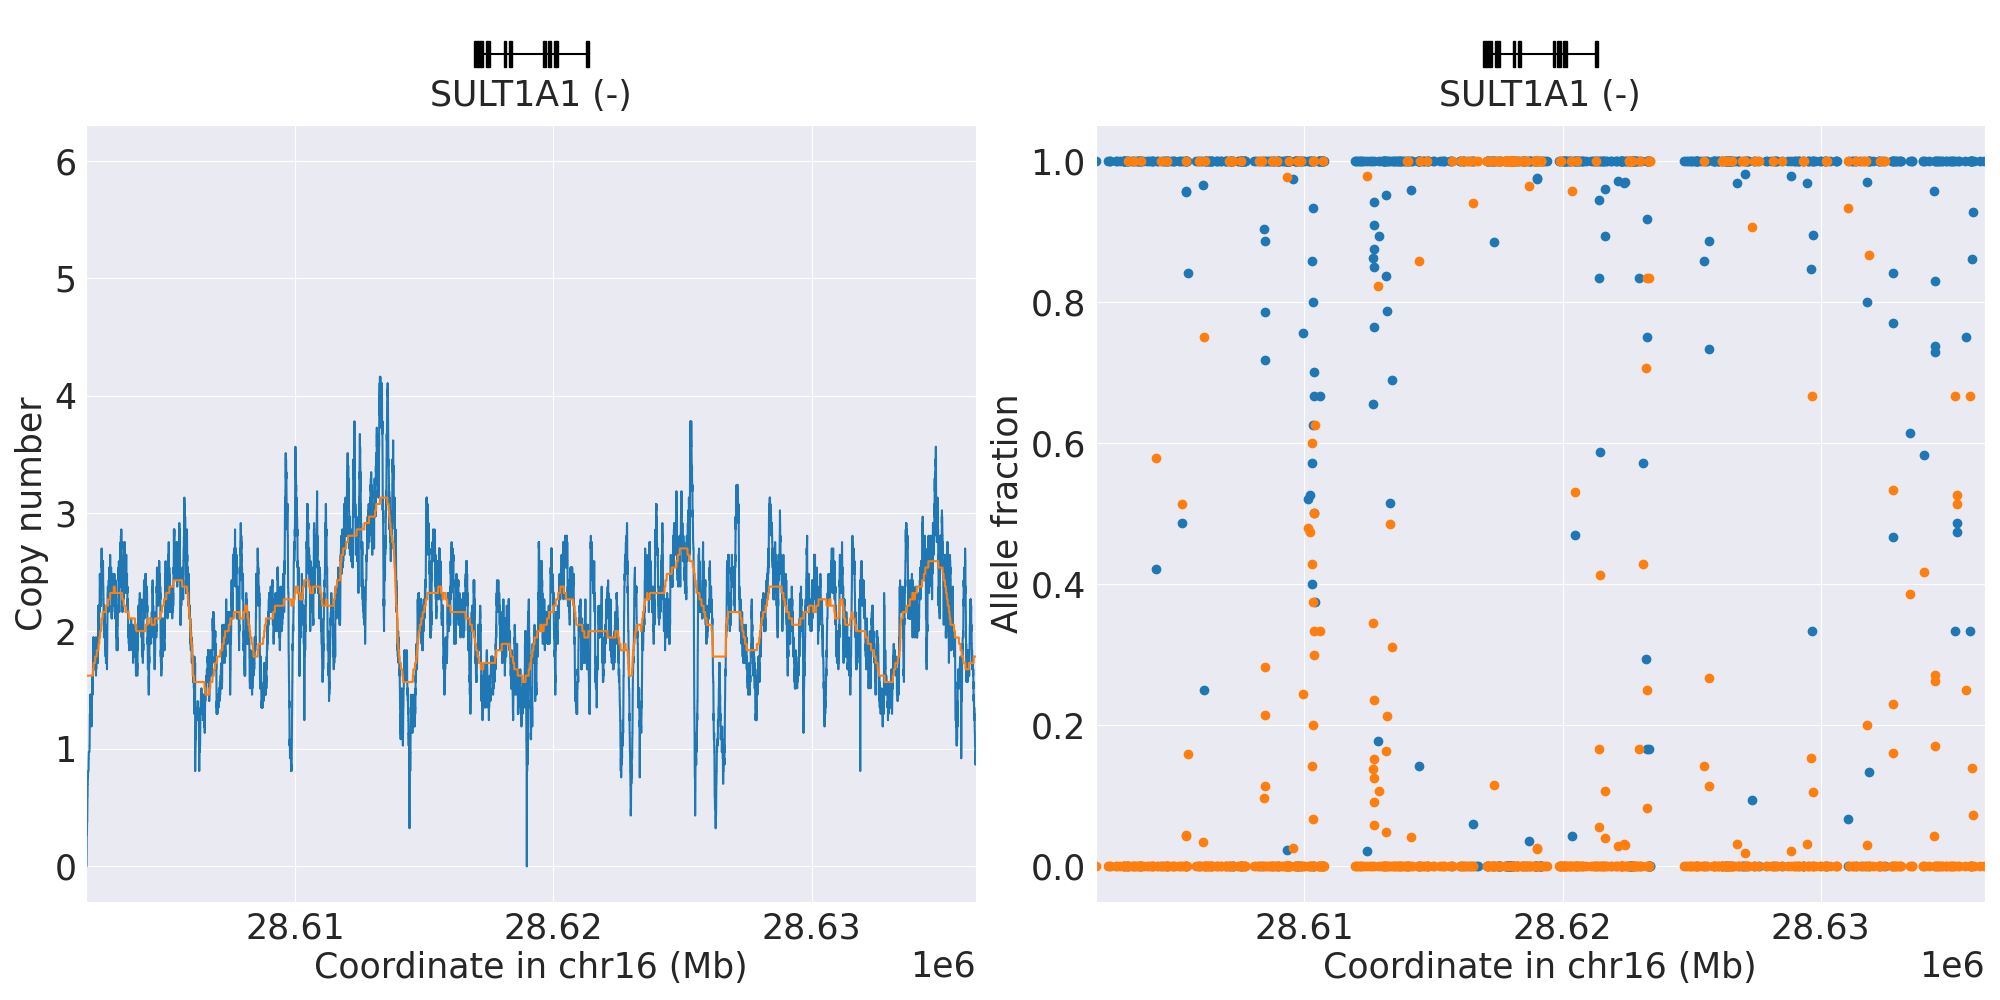 SULT1A1 (-)
6
5
4
3
2
1
0
Copy number
28.61
28.62
28.63
Coordinate in chr16 (Mb)
1e6
SULT1A1 (-)
1.0
0.8
0.6
0.4
0.2
0.0
Allele fraction
28.61
28.62
28.63
Coordinate in chr16 (Mb)
1e6